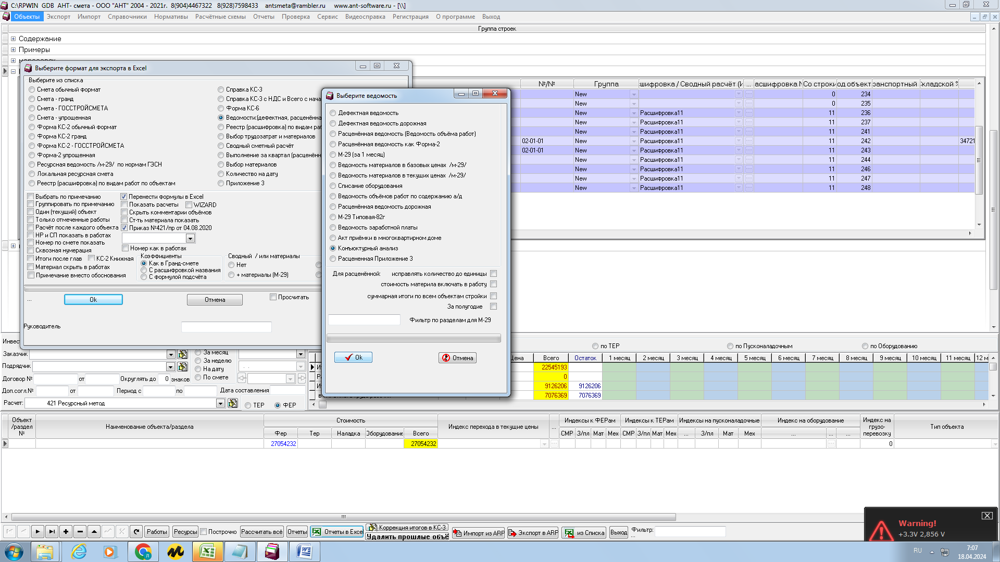 C:\RPWIN GDB АНТ- смета - ООО "АНТ" 2004 - 2021г. 8(904)4467322 8(928)7598433 antsmeta@rambler.ru www.ant-software.ru - [\\]
Объекты Экспорт Импорт Справочники Нормативы Расчётные схемы Отчеты Проверка Сервис Видеосправка Регистрация О программе Выход
Группа строек
Содержание
Примеры
Выберите формат для экспорта в Excel
Выберите из списка
Смета обычный формат
Смета - гранд
Смета - ГОССТРОЙСМЕТА
Смета - упрощенная
Форма КС-2 обычный формат
Форма КС-2 гранд
Форма КС-2 - ГОССТРОЙСМЕТА
Форма-2 упрощенная
Ресурсная ведомость /м-29/ по нормам ГЭСН
Локальная ресурсная смета
Реестр (расшифровка) по видам работ по объектам
Справка КС-3
Справка КС-3 с НДС и Всего с нача
Форма КС-6
Ведомости:(дефектная, расценённа
Реестр (расшифровка) по видам ра
Выбор трудозатрат и материалов
Сводный сметный расчёт
Выполнение за квартал (расценён
Выбор материалов
Количество на дату
Приложение 3
Выбрать по примечанию
Группировать по примечанию
Один (текущий) объект
Только отмеченные работы
Расчёт после каждого объекта
НР и СП показать в работах
Номер по смете показать
Сквозная нумерация
Итоги после глав КС-2 Книжная
Материал скрыть в работах
Примечание вместо обоснования
Перенести формулы в Excel
Показать расчеты WIZARD
Скрыть комментарии объёмов
Ст-ть материала показать
Приказ №421/пр от 04.08.2020
Номер как в работах
Коэффициенты
Как в Гранд-смете
С расшифровкой названия
С формулой подсчёта
Сводный / или материалы
Нет
+ материалы (М-29)
... Ok Отмена Просчитать
Руководитель
Выберите ведомость
Дефектная ведомость
Дефектная ведомость дорожная
Расценённая ведомость (Ведомость объёма работ)
Расценённая ведомость как Форма-2
М-29 (за 1 месяц)
Ведомость материалов в базовых ценах /м-29/
Ведомость материалов в текущих ценах /м-29/
Списание оборудования
Ведомость объёмов работ по содержанию а/д
Расценённая ведомость дорожная
М-29 Типовая-82г
Ведомость заработной платы
Акт приёмки в многоквартирном доме
Конъюктурный анализ
Расцененная Приложение 3
Для расценённой: исправлять количество до единицы
стоимость материла включать в работу
суммарная итоги по всем объектам стройки
За полугодие
Фильтр по разделам для М-29
Ok Отмена
№/№ Группа шифровка / Сводный расчёт (И ... асшифровка N Со строки од объект ранспортный кладской %
New 0 234
New 0 235
New Расшифровка11 11 236
New Расшифровка11 11 237
New Расшифровка11 11 241
02-01-01 New Расшифровка11 11 242 34721
02-01-01 New Расшифровка11 11 243
New Расшифровка11 11 244
New Расшифровка11 11 246
New Расшифровка11 11 247
New Расшифровка11 11 248
по ТЕР по Пусконаладочным по Оборудованию
Инвес
Заказчик
Подрядчик
Договор № от Округлять до 0 знаков
Доп.согл.№ от Период с по Дата составления
Расчет: 421 Ресурсный метод ТЕР ФЕР
За месяц
За неделю
На дату
По смете
Цена Всего Остаток 1 месяц 2 месяц 3 месяц 4 месяц 5 месяц 6 месяц 7 месяц 8 месяц 9 месяц 10 месяц 11 месяц 12 м
22545193
0
9126206 9126206
7076369 7076369
Объект /раздел № Наименование объекта/раздела Стоимость Индекс перехода в текущие цены ... Индексы к ФЕРам Индексы к ТЕРам Индексы на пусконаладочные Индекс на оборудование Индекс на грузо- перевозку Тип объекта
Фер Тер Наладка Оборудование Всего СМР З/пл Мат Мех СМР З/пл Мат Мех ... З/пл Мат Мех ... ... ...
27054232 27054232 0
Работы Ресурсы Построчно Рассчитать всё Отчеты Отчеты в Exce Коррекция итогов в КС-3 Импорт из АRP Экспорт в АRP из Списка Выход Фильтр:
Удалить прошлые объё ...
Warning!
+3.3V 2,856 V
RU 7:07
18.04.2024